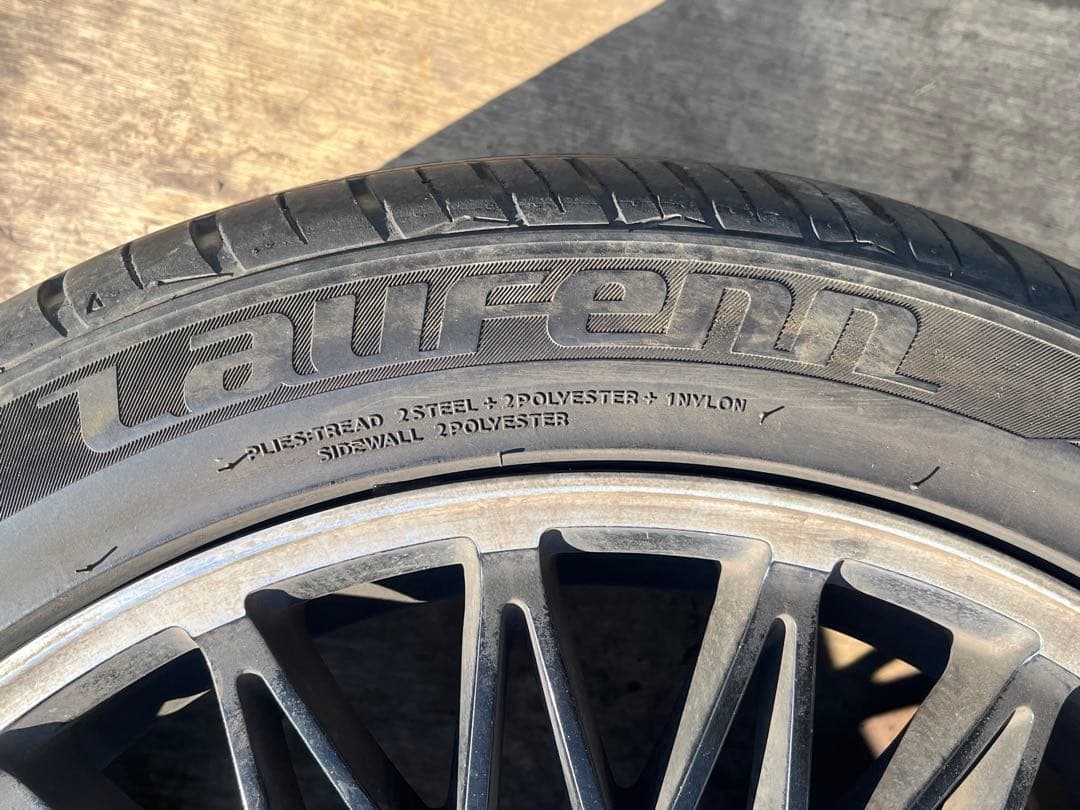 Laufenn
PLIES:TREAD 2STEEL + 2POLYESTER + 1NYLON
SIDEWALL 2POLYESTER